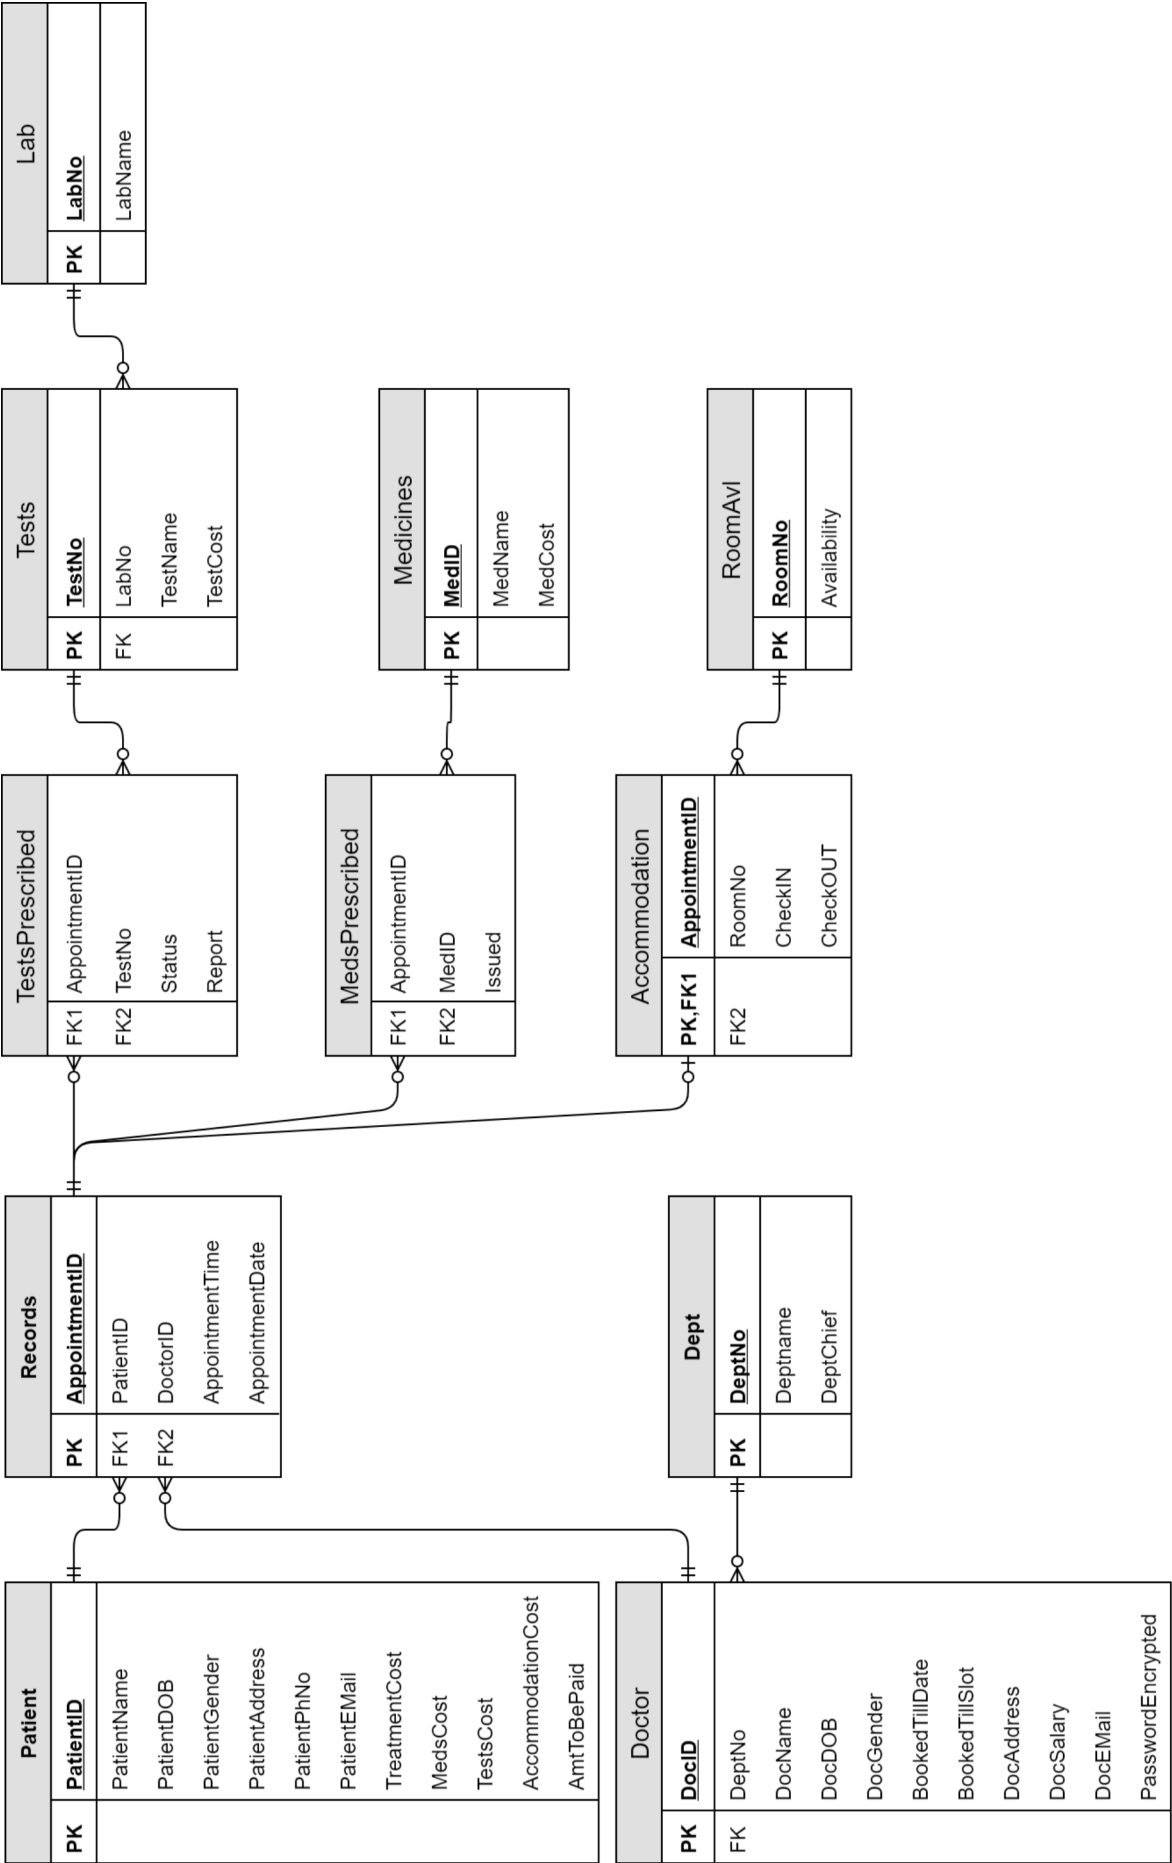 Patient
PK PatientID
PatientName
PatientDOB
PatientGender
PatientAddress
PatientPhNo
PatientEMail
TreatmentCost
MedsCost
TestsCost
AccommodationCost
AmtToBePaid
Doctor
PK DocID
FK DeptNo
DocName
DocDOB
DocGender
BookedTillDate
BookedTillSlot
DocAddress
DocSalary
DocEMail
PasswordEncrypted
Records
PK AppointmentID
FK1 PatientID
FK2 DoctorID
AppointmentTime
AppointmentDate
Dept
PK DeptNo
Deptname
DeptChief
TestsPrescribed
FK1 AppointmentID
FK2 TestNo
Status
Report
MedsPrescribed
FK1 AppointmentID
FK2 MedID
Issued
Accommodation
PK,FK1 AppointmentID
FK2 RoomNo
CheckIN
CheckOUT
Tests
PK TestNo
FK LabNo
TestName
TestCost
Medicines
PK MedID
MedName
MedCost
RoomAvl
PK RoomNo
Availability
Lab
PK LabNo
LabName